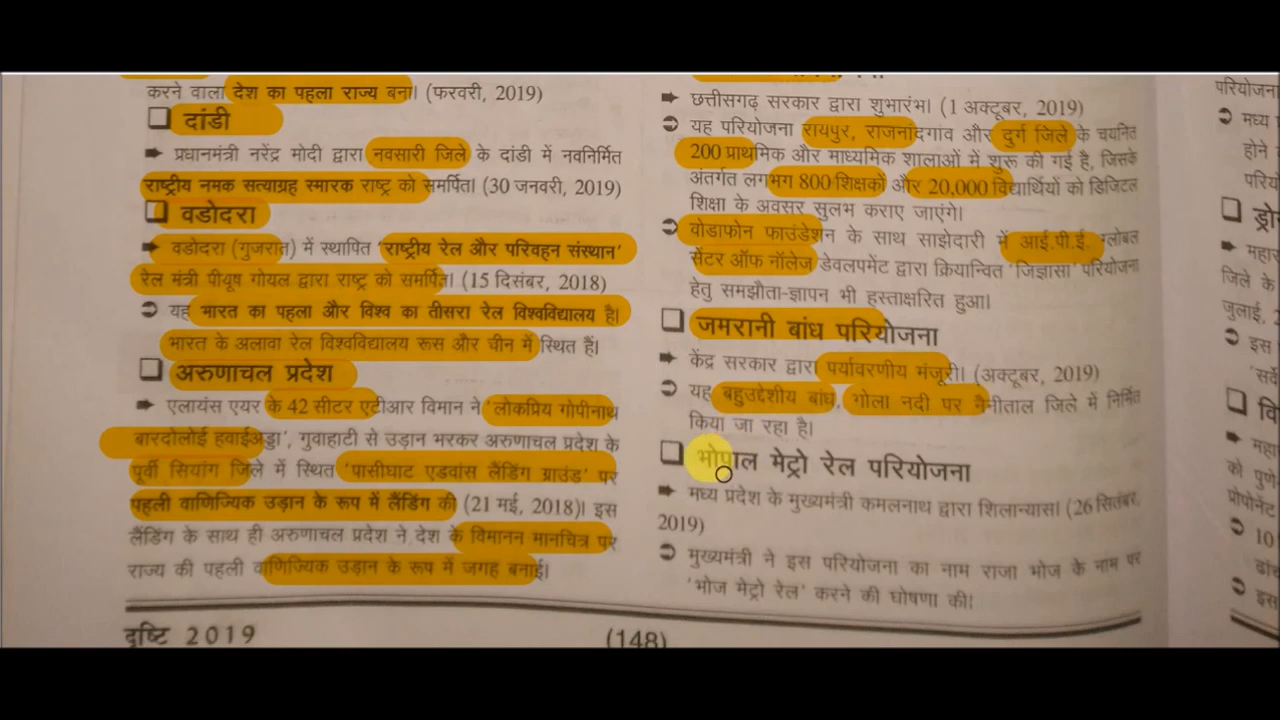 करने वाला देश का पहला राज्य बना। (फरवरी, 2019)
❑ दांडी
➡ प्रधानमंत्री नरेंद्र मोदी द्वारा नवसारी जिले के दांडी में नवनिर्मित
राष्ट्रीय नमक सत्याग्रह स्मारक राष्ट्र को समर्पित। (30 जनवरी, 2019)
❑ वडोदरा
➡ वडोदरा (गुजरात) में स्थापित 'राष्ट्रीय रेल और परिवहन संस्थान'
रेल मंत्री पीयूष गोयल द्वारा राष्ट्र को समर्पित। (15 दिसंबर, 2018)
⮊ यह भारत का पहला और विश्व का तीसरा रेल विश्वविद्यालय है।
भारत के अलावा रेल विश्वविद्यालय रूस और चीन में स्थित हैं।
❑ अरुणाचल प्रदेश
➡ एलायंस एयर के 42 सीटर एटीआर विमान ने 'लोकप्रिय गोपीनाथ
बारदोलोई हवाईअड्डा', गुवाहाटी से उड़ान भरकर अरुणाचल प्रदेश के
पूर्वी सियांग जिले में स्थित 'पासीघाट एडवांस लैंडिंग ग्राउंड' पर
पहली वाणिज्यिक उड़ान के रूप में लैंडिंग की (21 मई, 2018)। इस
लैंडिंग के साथ ही अरुणाचल प्रदेश ने देश के विमानन मानचित्र पर
राज्य की पहली वाणिज्यिक उड़ान के रूप में जगह बनाई।
दृष्टि 2019
(148)
➡ छत्तीसगढ़ सरकार द्वारा शुभारंभ। (1 अक्टूबर, 2019)
⮊ यह परियोजना रायपुर, राजनांदगांव और दुर्ग जिले के चयनित
200 प्राथमिक और माध्यमिक शालाओं में शुरू की गई है, जिसके
अंतर्गत लगभग 800 शिक्षकों और 20,000 विद्यार्थियों को डिजिटल
शिक्षा के अवसर सुलभ कराए जाएंगे।
⮊ वोडाफोन फाउंडेशन के साथ साझेदारी में आई.पी.ई. ग्लोबल
सेंटर ऑफ नॉलेज डेवलपमेंट द्वारा क्रियान्वित 'जिज्ञासा' परियोजना
हेतु समझौता-ज्ञापन भी हस्ताक्षरित हुआ।
❑ जमरानी बांध परियोजना
➡ केंद्र सरकार द्वारा पर्यावरणीय मंजूरी। (अक्टूबर, 2019)
⮊ यह बहुउद्देशीय बांध, गोला नदी पर नैनीताल जिले में निर्मित
किया जा रहा है।
❑ भोपाल मेट्रो रेल परियोजना
➡ मध्य प्रदेश के मुख्यमंत्री कमलनाथ द्वारा शिलान्यास। (26 सितंबर,
2019)
⮊ मुख्यमंत्री ने इस परियोजना का नाम राजा भोज के नाम पर
'भोज मेट्रो रेल' करने की घोषणा की।
⮊ मध्य
होने
❑
➡
जिले के
जुलाई,
⮊ इस
❑
➡
को पुणे
⮊ 10
⮊ इस